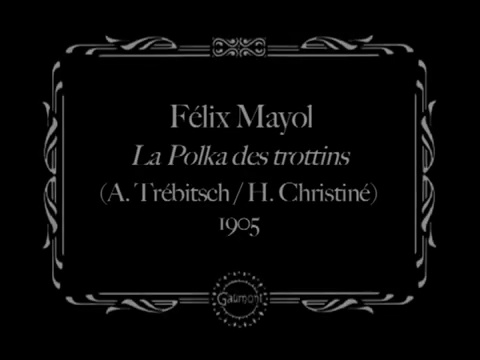 Félix Mayol
La Polka des trottins
(A. Trébitsch / H. Christiné)
1905
Gaumont